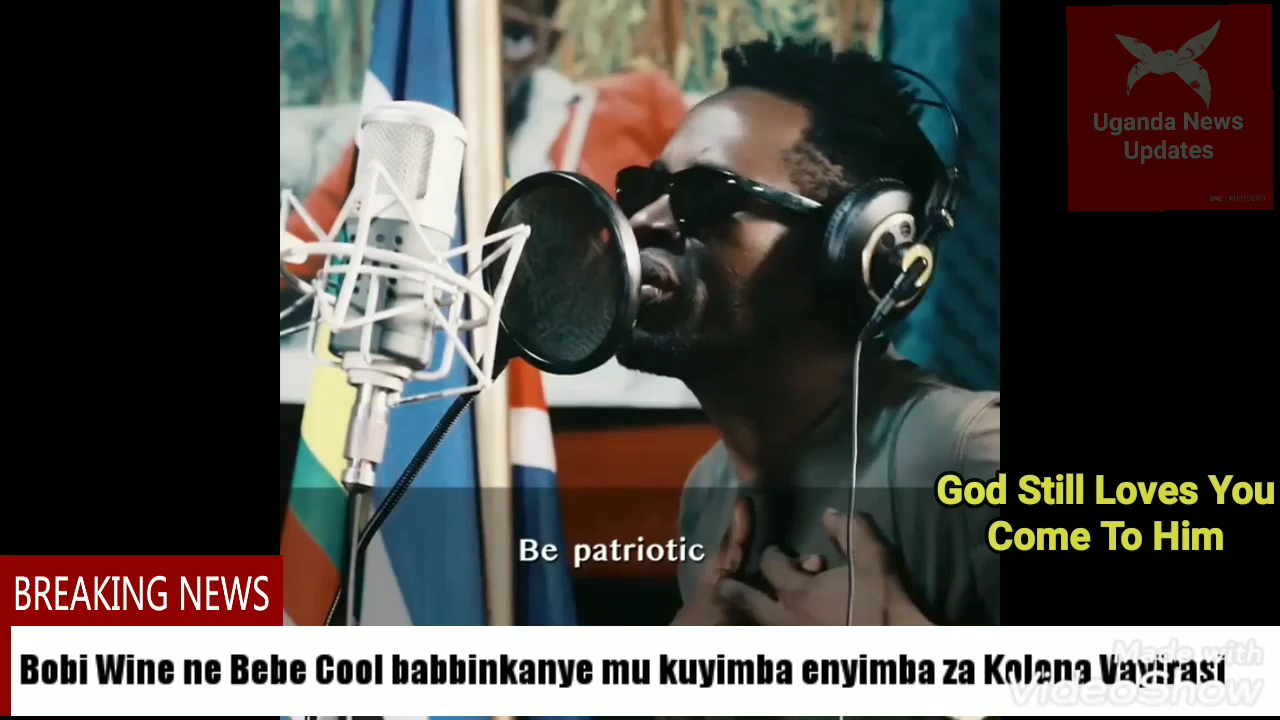 Uganda News
Updates
Be patriotic
God Still Loves You
Come To Him
BREAKING NEWS
Bobi Wine ne Bebe Cool babbinkanye mu kuyimba enyimba za Kolona Vayirasi
Made with
VideoShow